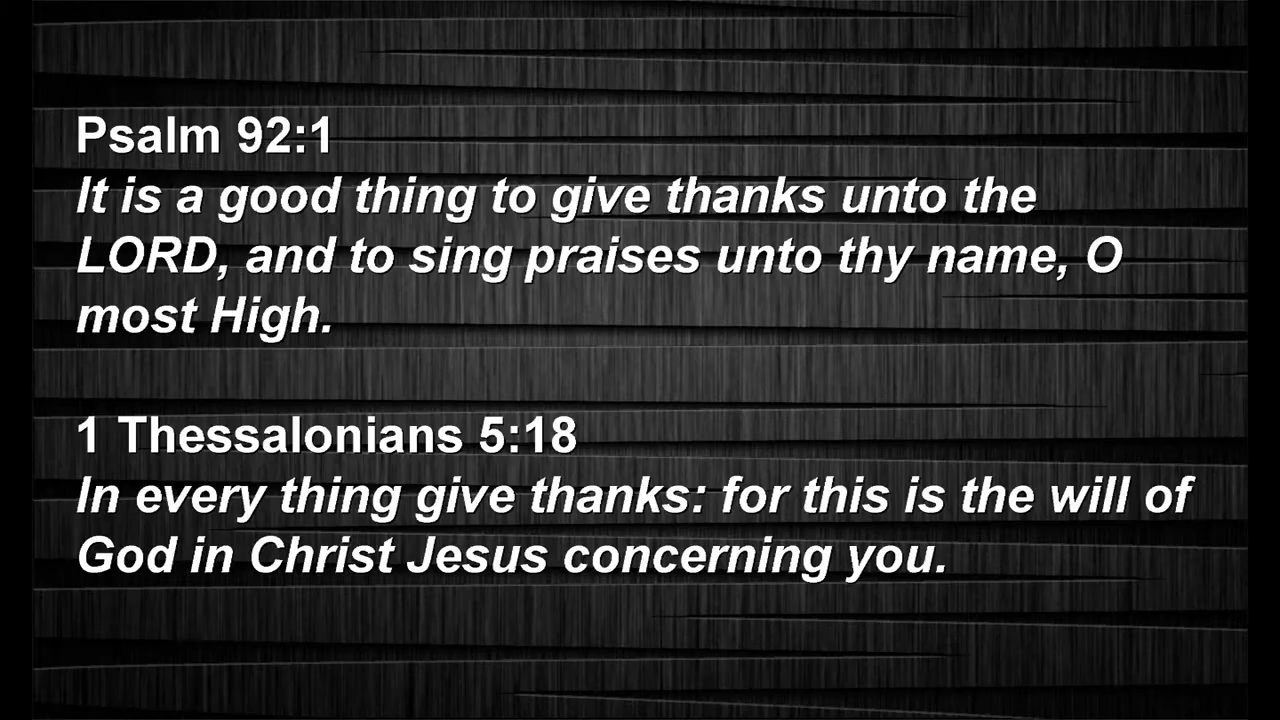 Psalm 92:1
It is a good thing to give thanks unto the
LORD, and to sing praises unto thy name, O
most High.
1 Thessalonians 5:18
In every thing give thanks: for this is the will of
God in Christ Jesus concerning you.